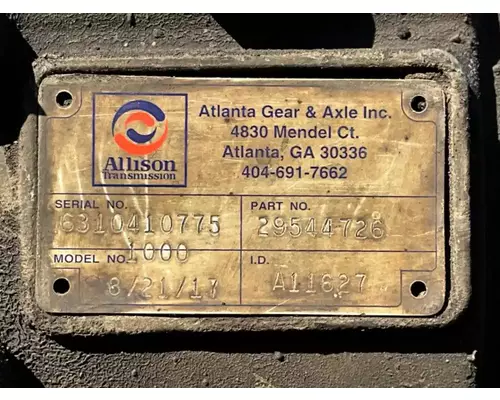 Allison
Transmission
Atlanta Gear & Axle Inc.
4830 Mendel Ct.
Atlanta, GA 30336
404-691-7662
SERIAL NO. PART NO.
6310410775 29544726
MODEL NO. 1000 I.D.
8/21/17 A11627